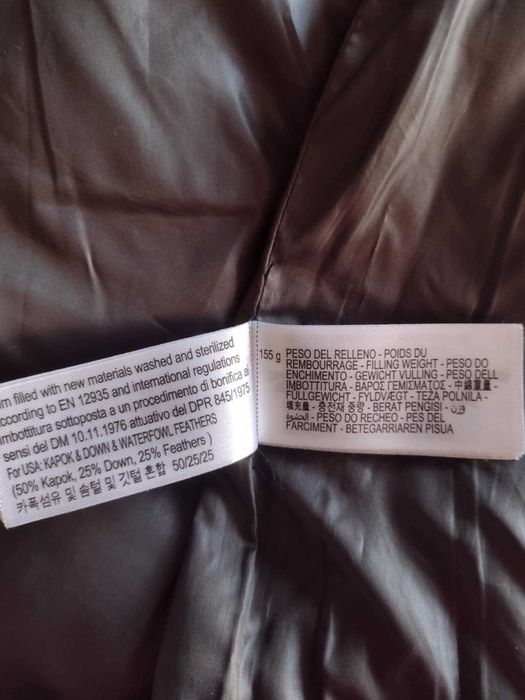 m filled with new materials washed and sterilized
ccording to EN 12935 and international regulations
imbottitura sottoposta a un procedimento di bonifica ai
sensi del DM 10.11.1976 attuativo del DPR 845/1975
For USA: KAPOK & DOWN & WATERFOWL FEATHERS
(50% Kapok, 25% Down, 25% Feathers )
카폭섬유 및 솜털 및 깃털 혼합 50/25/25
155 g PESO DEL RELLENO - POIDS DU
REMBOURRAGE - FILLING WEIGHT - PESO DO
ENCHIMENTO - GEWICHT VULLING - PESO DELL
IMBOTTITURA - ΒΑΡΟΣ ΓΕΜΙΣΜΑΤΟΣ - 中綿重量 -
FULLGEWICHT - FYLDVÆGT - TEŻA POLNILA -
填充量 - 충전재 중량 - BERAT PENGISI - وزن
الحشوة - PESO DO RECHEO - PES DEL
FARCIMENT - BETEGARRIAREN PISUA